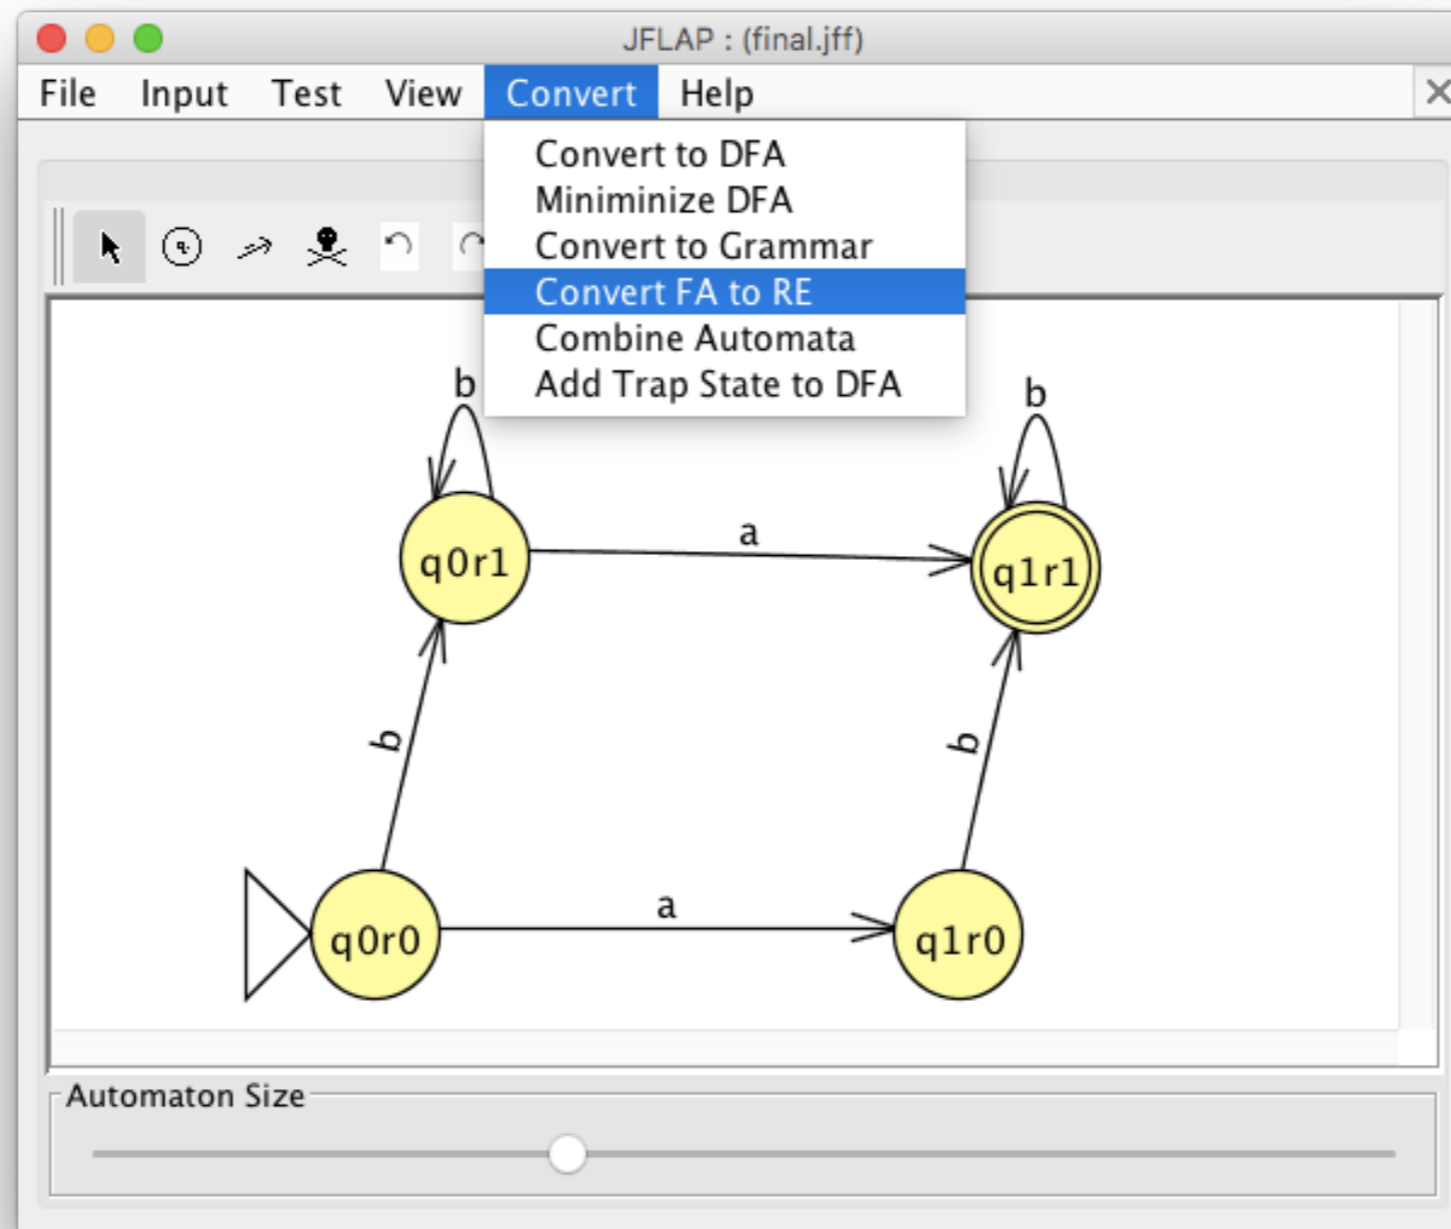 JFLAP : (final.jff)
File Input Test View Convert Help
Convert to DFA
Miniminize DFA
Convert to Grammar
Convert FA to RE
Combine Automata
Add Trap State to DFA
b
b
q0r1
a
q1r1
b
b
q0r0
a
q1r0
Automaton Size